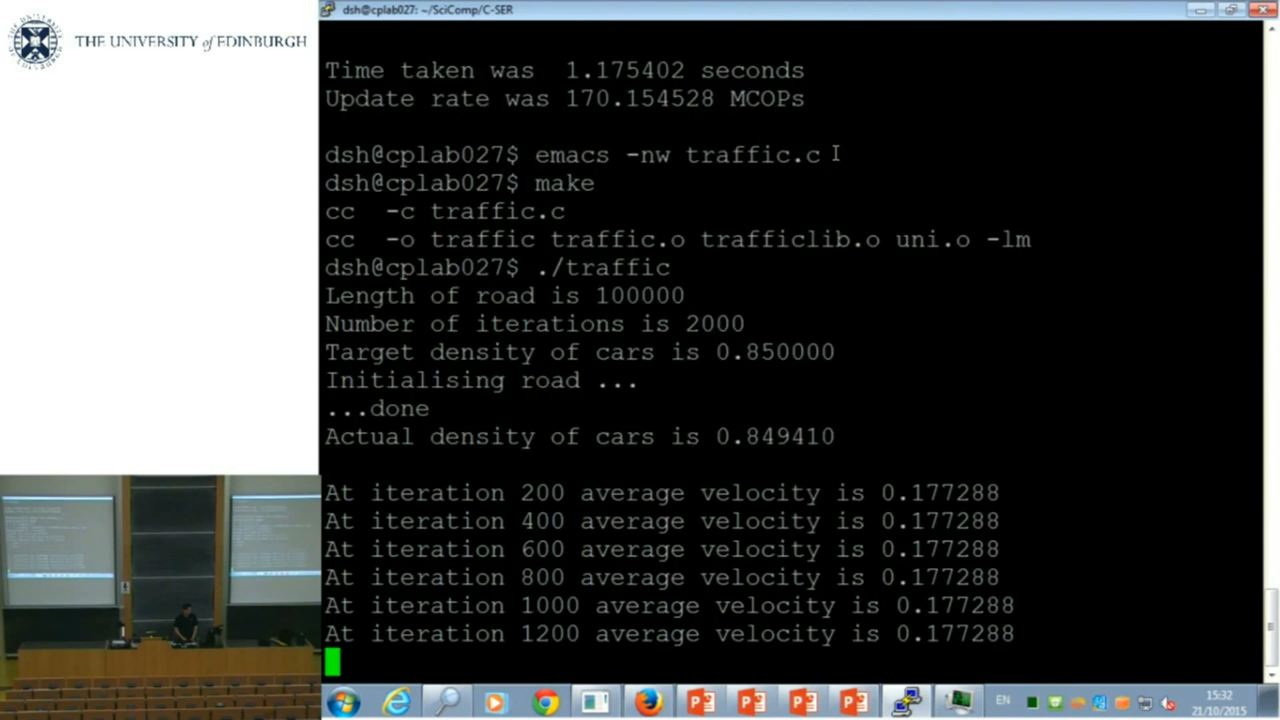 THE UNIVERSITY of EDINBURGH
dsh@cplab027: ~/SciComp/C-SER
Time taken was  1.175402 seconds
Update rate was 170.154528 MCOPs
dsh@cplab027$ emacs -nw traffic.c
dsh@cplab027$ make
cc  -c traffic.c
cc  -o traffic traffic.o trafficlib.o uni.o -lm
dsh@cplab027$ ./traffic
Length of road is 100000
Number of iterations is 2000
Target density of cars is 0.850000
Initialising road ...
...done
Actual density of cars is 0.849410
At iteration 200 average velocity is 0.177288
At iteration 400 average velocity is 0.177288
At iteration 600 average velocity is 0.177288
At iteration 800 average velocity is 0.177288
At iteration 1000 average velocity is 0.177288
At iteration 1200 average velocity is 0.177288
EN
15:32
21/10/2015